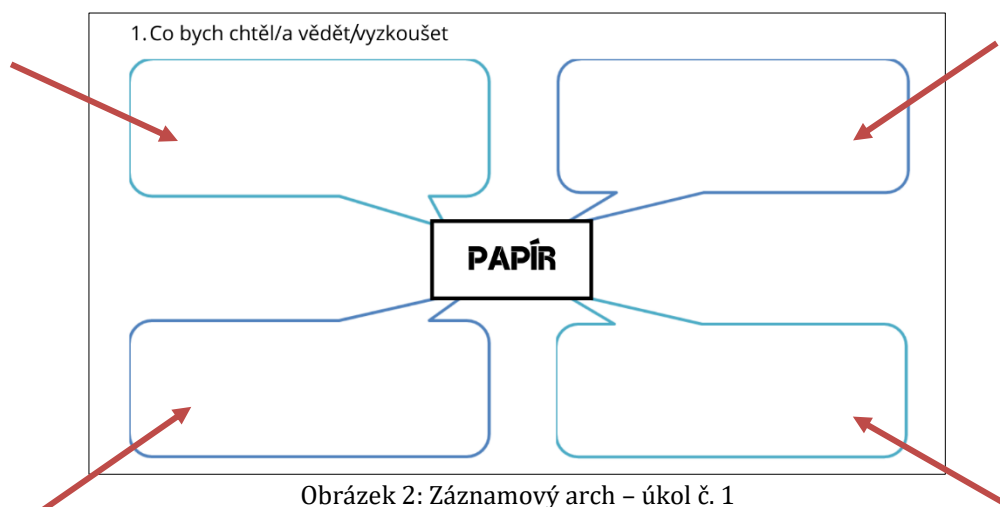 1. Co bych chtěl/a vědět/vyzkoušet
PAPÍR
Obrázek 2: Záznamový arch – úkol č. 1